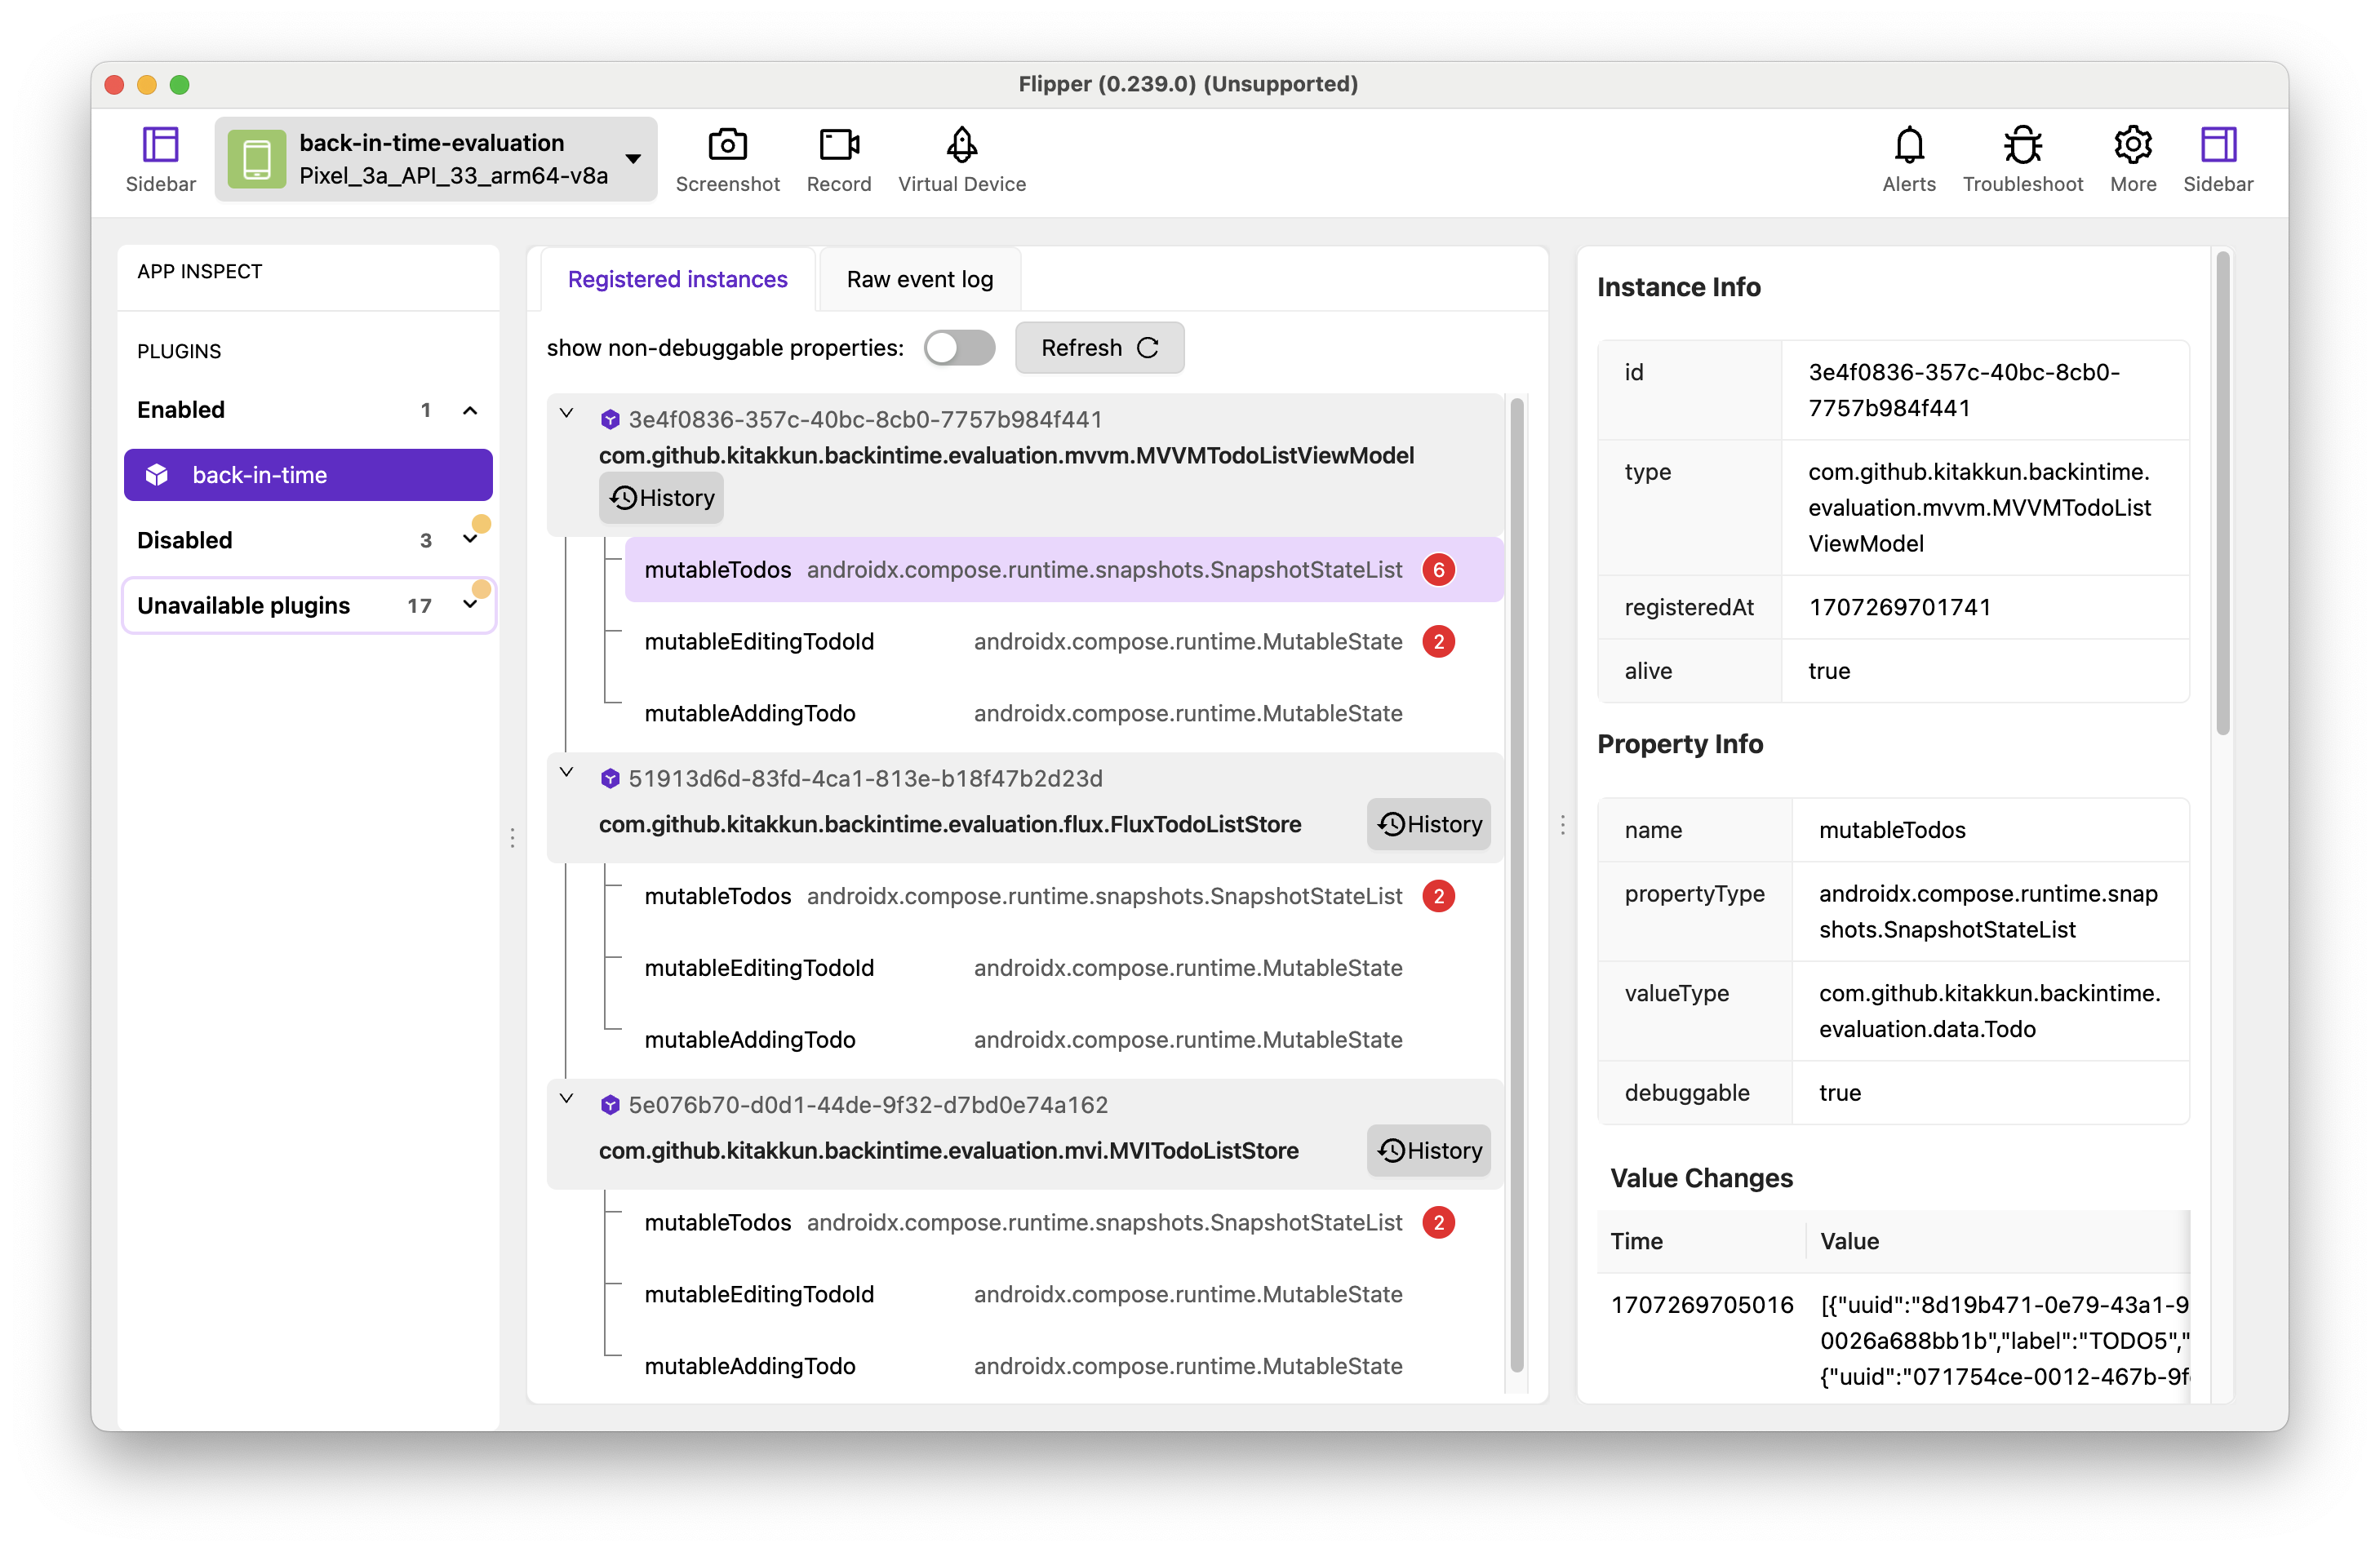 Flipper (0.239.0) (Unsupported)
Sidebar
back-in-time-evaluation
Pixel_3a_API_33_arm64-v8a
Screenshot
Record
Virtual Device
Alerts
Troubleshoot
More
Sidebar
APP INSPECT
PLUGINS
Enabled 1
back-in-time
Disabled 3
Unavailable plugins 17
Registered instances
Raw event log
show non-debuggable properties:
Refresh
3e4f0836-357c-40bc-8cb0-7757b984f441
com.github.kitakkun.backintime.evaluation.mvvm.MVVMTodoListViewModel
History
mutableTodos androidx.compose.runtime.snapshots.SnapshotStateList 6
mutableEditingTodoId androidx.compose.runtime.MutableState 2
mutableAddingTodo androidx.compose.runtime.MutableState
51913d6d-83fd-4ca1-813e-b18f47b2d23d
com.github.kitakkun.backintime.evaluation.flux.FluxTodoListStore History
mutableTodos androidx.compose.runtime.snapshots.SnapshotStateList 2
mutableEditingTodoId androidx.compose.runtime.MutableState
mutableAddingTodo androidx.compose.runtime.MutableState
5e076b70-d0d1-44de-9f32-d7bd0e74a162
com.github.kitakkun.backintime.evaluation.mvi.MVITodoListStore History
mutableTodos androidx.compose.runtime.snapshots.SnapshotStateList 2
mutableEditingTodoId androidx.compose.runtime.MutableState
mutableAddingTodo androidx.compose.runtime.MutableState
Instance Info
id 3e4f0836-357c-40bc-8cb0-
7757b984f441
type com.github.kitakkun.backintime.
evaluation.mvvm.MVVMTodoList
ViewModel
registeredAt 1707269701741
alive true
Property Info
name mutableTodos
propertyType androidx.compose.runtime.snap
shots.SnapshotStateList
valueType com.github.kitakkun.backintime.
evaluation.data.Todo
debuggable true
Value Changes
Time Value
1707269705016 [{"uuid":"8d19b471-0e79-43a1-9
0026a688bb1b","label":"TODO5","
{"uuid":"071754ce-0012-467b-9f